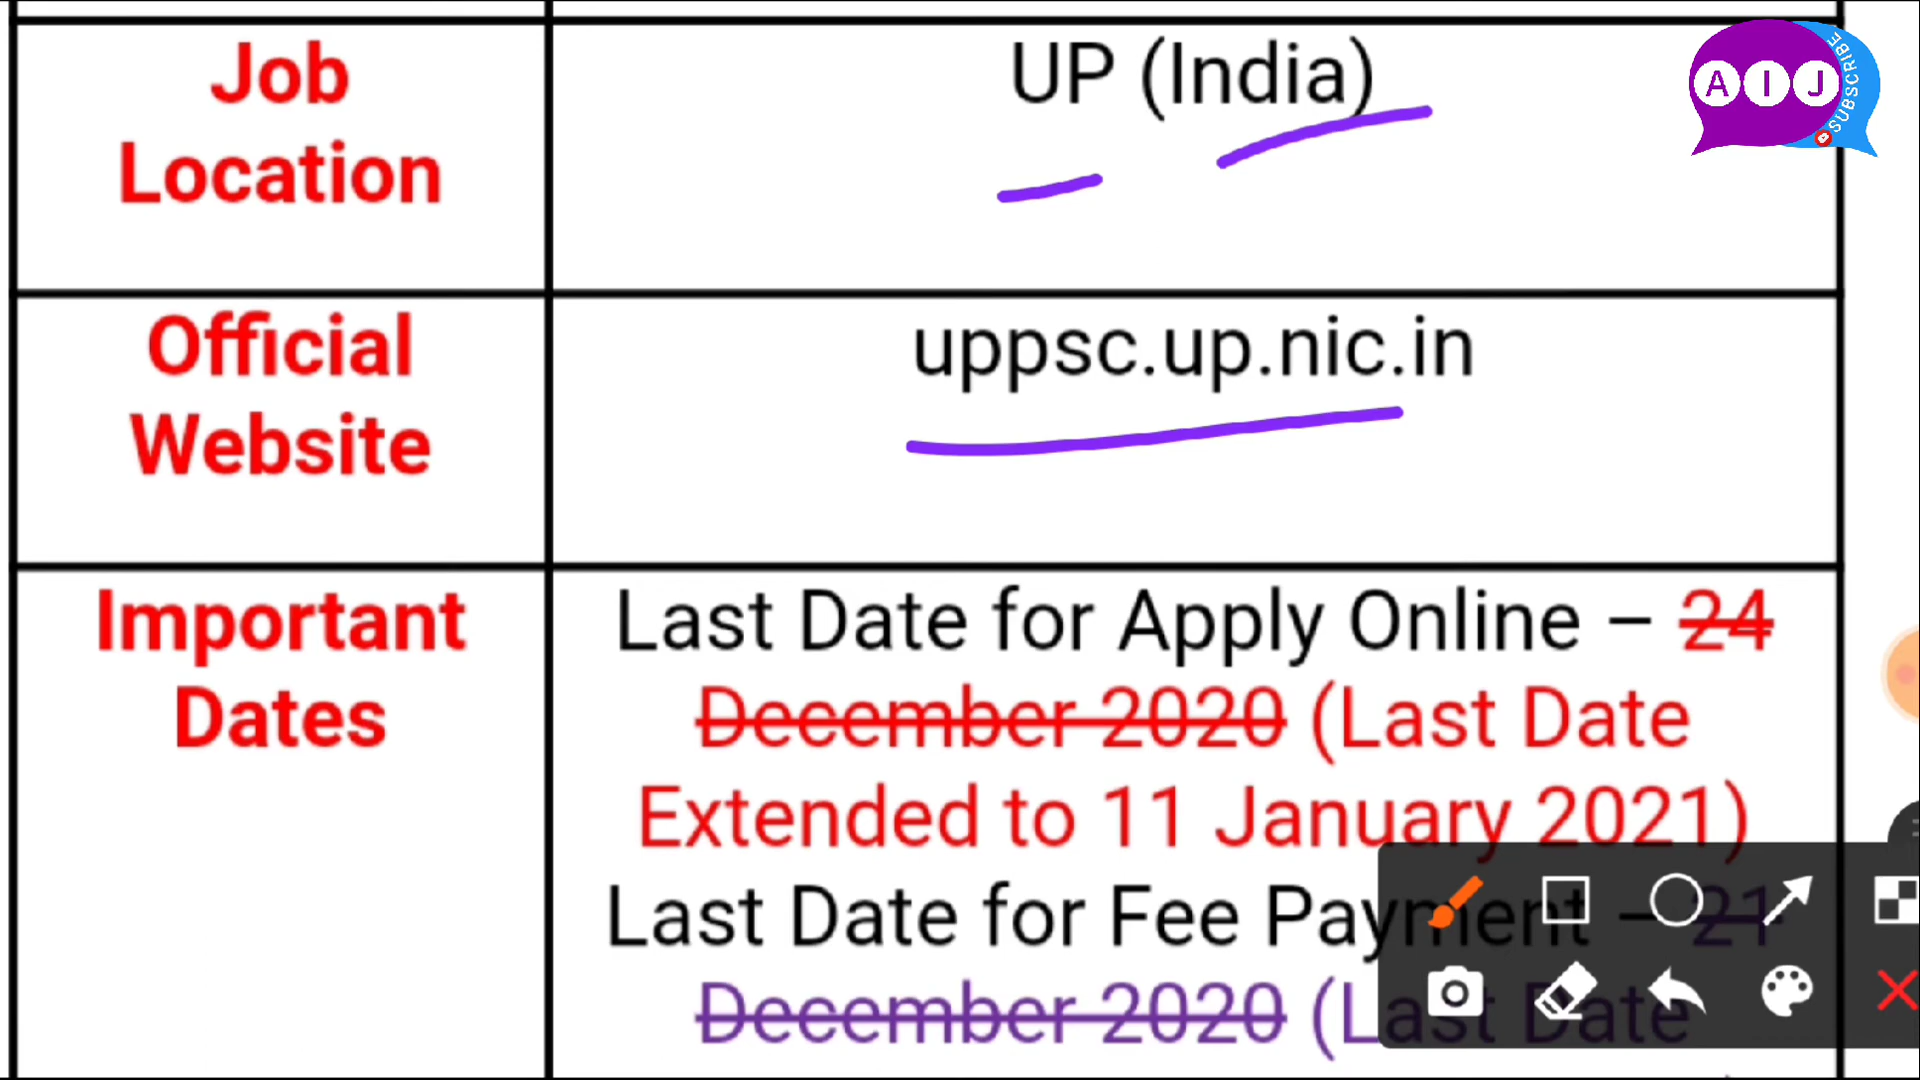 Job
Location
UP (India)
A I J
SUBSCRIBE
Official
Website
uppsc.up.nic.in
Important
Dates
Last Date for Apply Online – 24
December 2020 (Last Date
Extended to 11 January 2021)
Last Date for Fee Payment – 21
December 2020 (Last Date